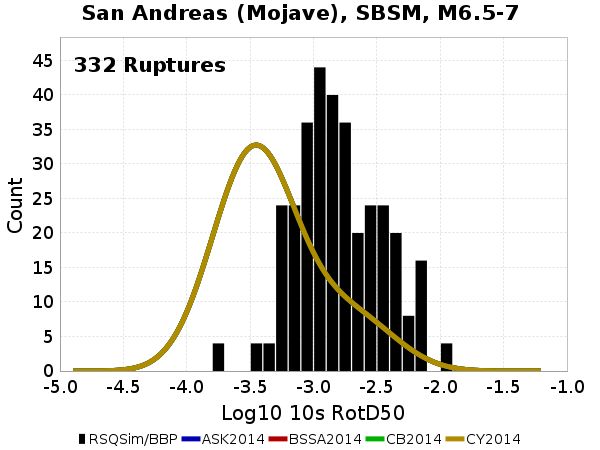 San Andreas (Mojave), SBSM, M6.5-7
332 Ruptures
Count
45
40
35
30
25
20
15
10
5
0
-5.0 -4.5 -4.0 -3.5 -3.0 -2.5 -2.0 -1.5 -1.0
Log10 10s RotD50
RSQSim/BBP ASK2014 BSSA2014 CB2014 CY2014